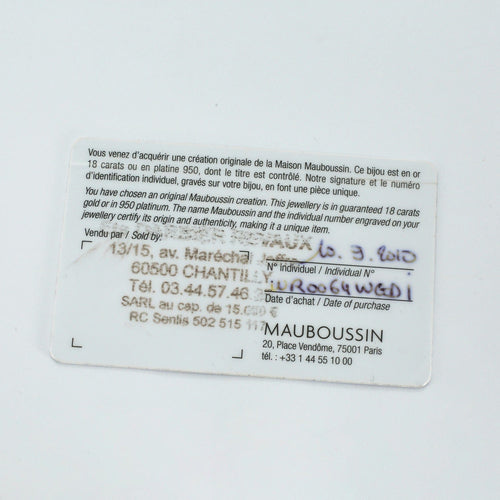 Vous venez d'acquérir une création originale de la Maison Mauboussin. Ce bijou est en or
18 carats ou en platine 950, dont le titre est contrôlé. Notre signature et le numéro
d'identification individuel, gravés sur votre bijou, en font une pièce unique.
You have chosen an original Mauboussin creation. This jewellery is in guaranteed 18 carats
gold or in 950 platinum. The name Mauboussin and the individual number engraved on your
jewellery certify its origin and authenticity, making it a unique item.
Vendu par / Sold by:
13/15, av. Maréchal Joffre
60500 CHANTILLY
Tél. 03.44.57.46
SARL au cap. de 15.000 €
RC Senlis 502 515
10. 3. 2010
N° individuel / Individual N°
Date d'achat / Date of purchase
MAUBOUSSIN
20, Place Vendôme, 75001 Paris
tél. : +33 1 44 55 10 00